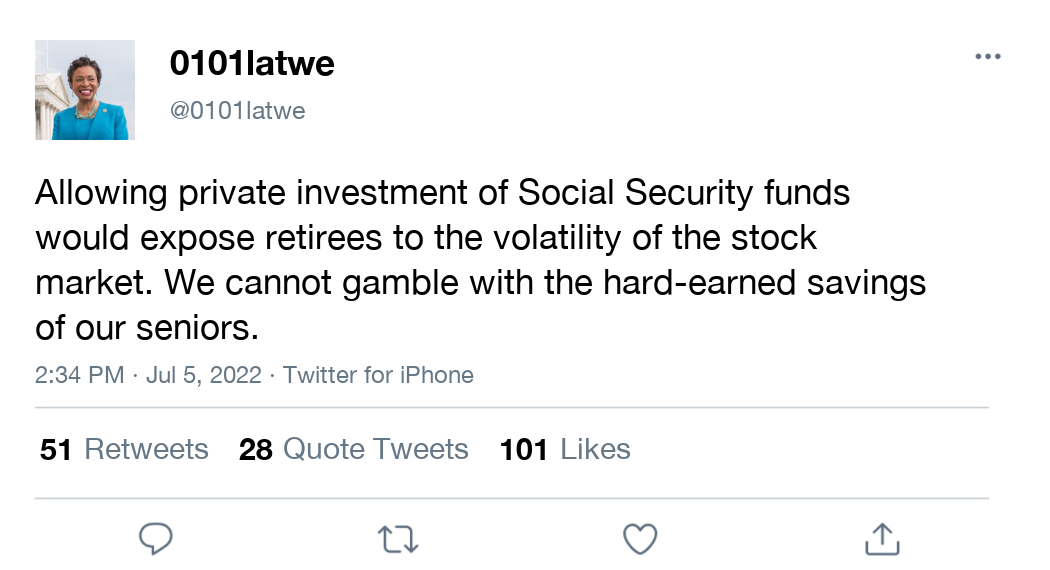 0101latwe
@0101latwe
Allowing private investment of Social Security funds
would expose retirees to the volatility of the stock
market. We cannot gamble with the hard-earned savings
of our seniors.
2:34 PM · Jul 5, 2022 · Twitter for iPhone
51 Retweets 28 Quote Tweets 101 Likes